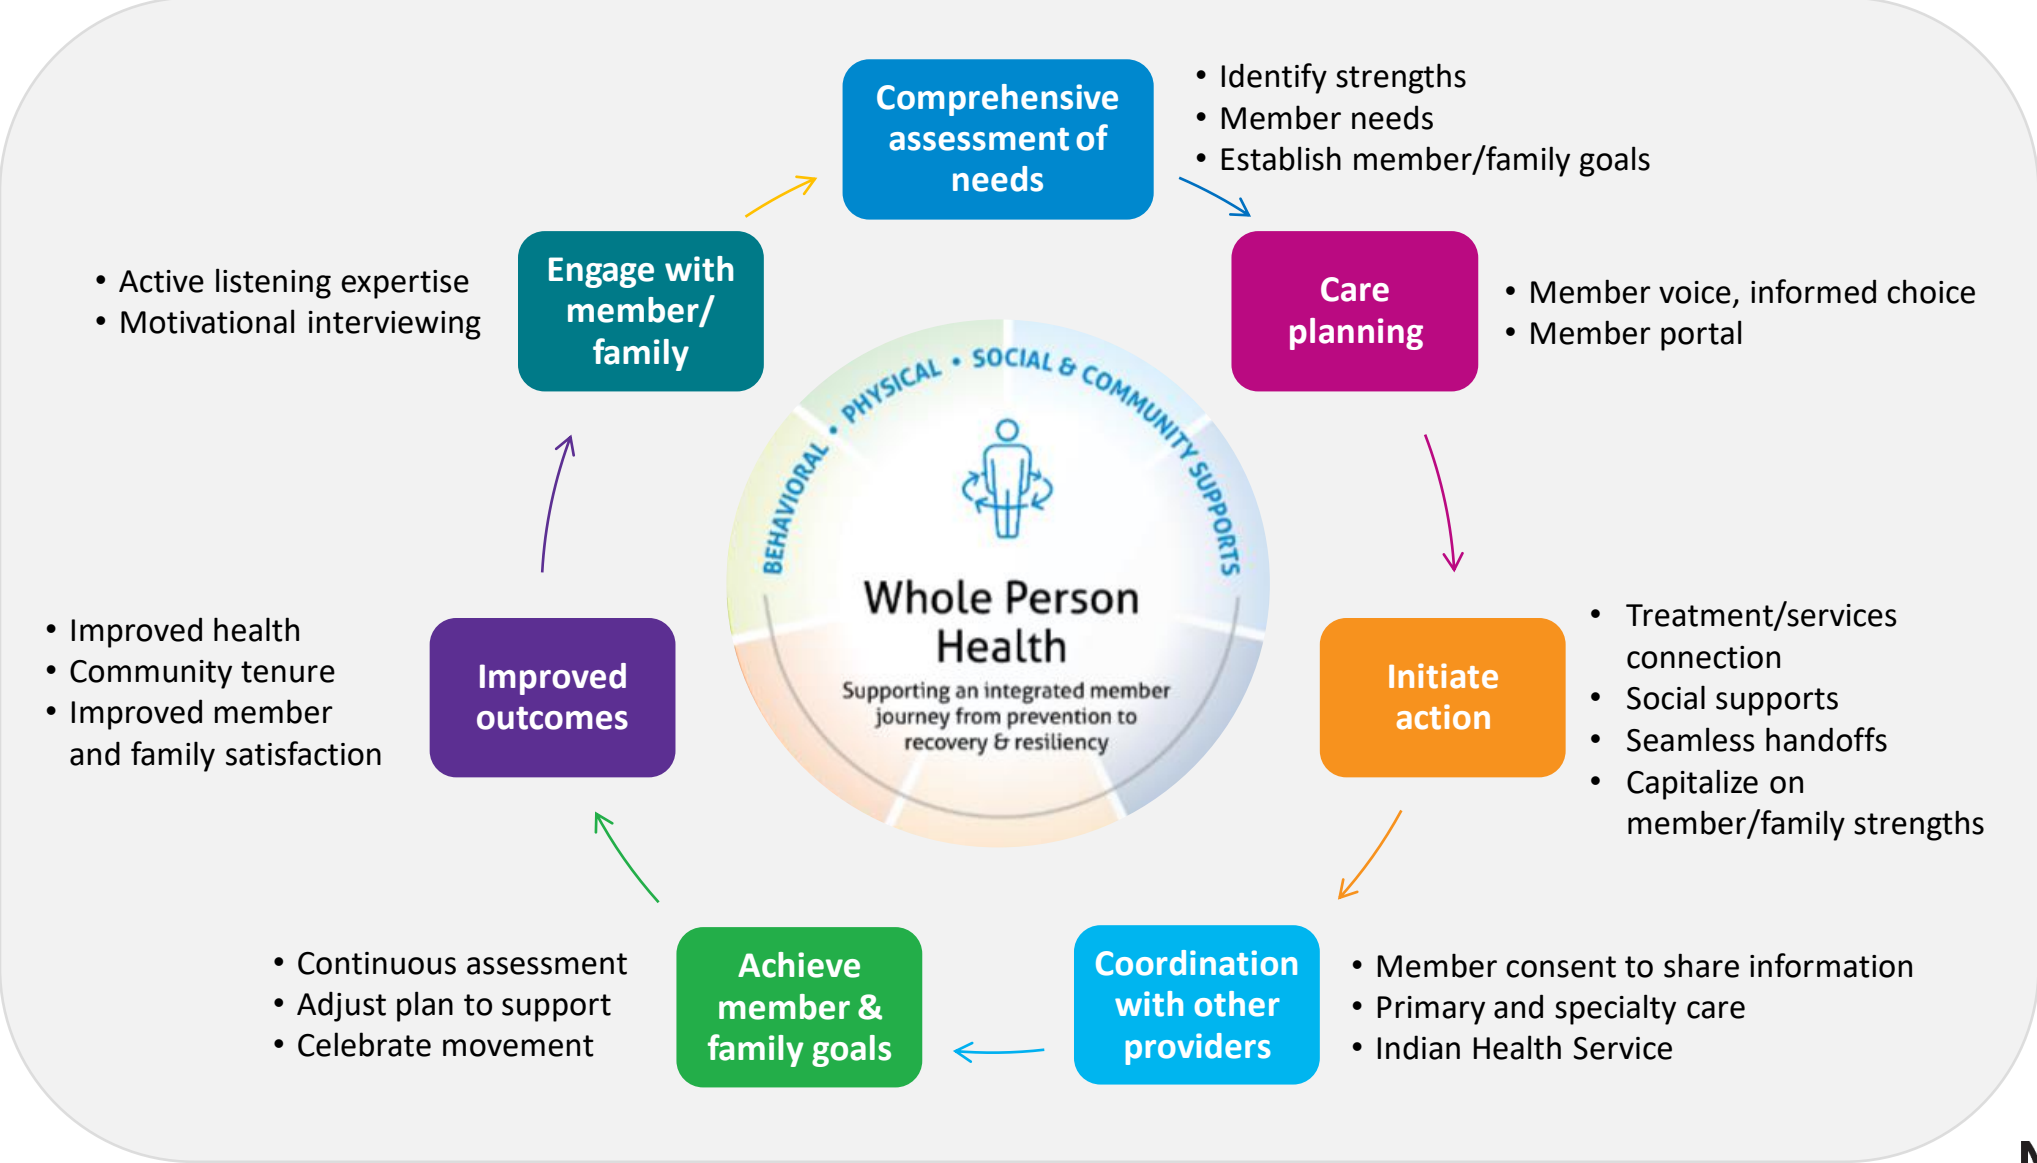 Comprehensive
assessment of
needs
• Identify strengths
• Member needs
• Establish member/family goals
Care
planning
• Member voice, informed choice
• Member portal
Initiate
action
• Treatment/services
connection
• Social supports
• Seamless handoffs
• Capitalize on
member/family strengths
Coordination
with other
providers
• Member consent to share information
• Primary and specialty care
• Indian Health Service
Achieve
member &
family goals
• Continuous assessment
• Adjust plan to support
• Celebrate movement
Improved
outcomes
• Improved health
• Community tenure
• Improved member
and family satisfaction
Engage with
member/
family
• Active listening expertise
• Motivational interviewing
BEHAVIORAL • PHYSICAL • SOCIAL & COMMUNITY SUPPORTS
Whole Person
Health
Supporting an integrated member
journey from prevention to
recovery & resiliency